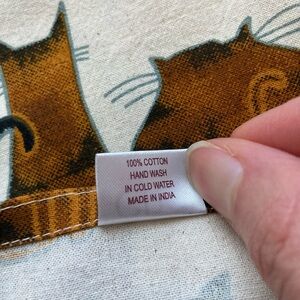 100% COTTON
HAND WASH
IN COLD WATER
MADE IN INDIA